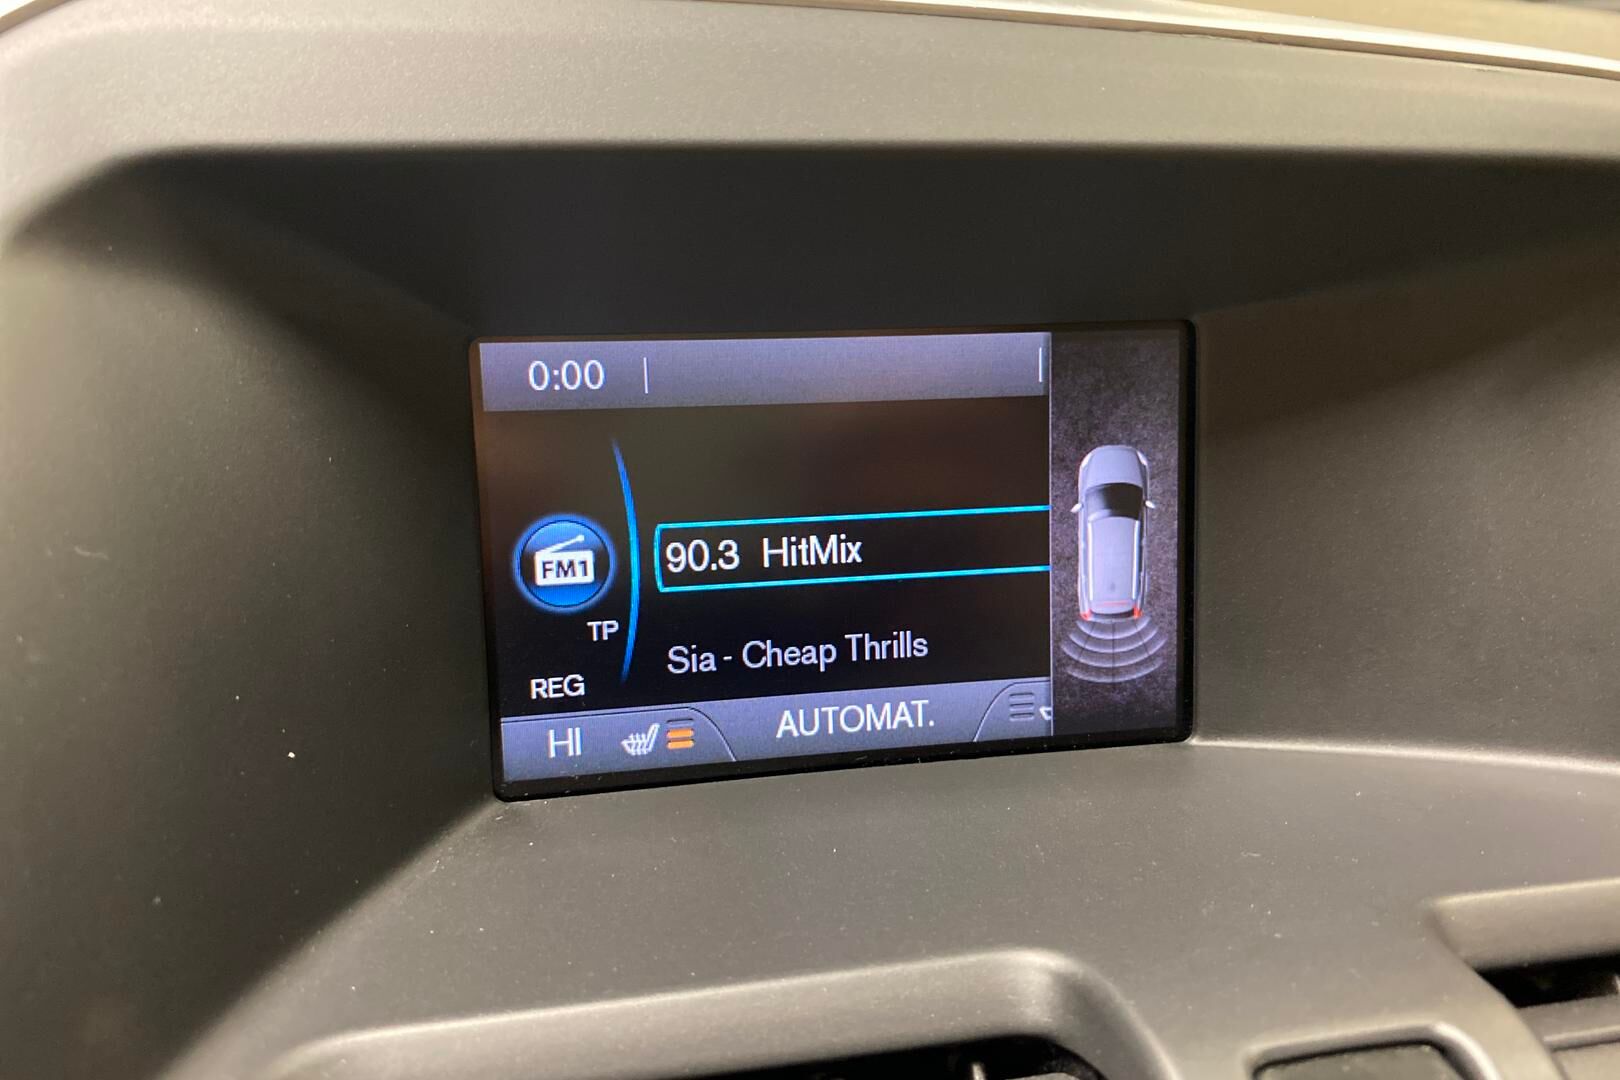 0:00
FM1
90.3 HitMix
TP
Sia - Cheap Thrills
REG
HI
AUTOMAT.